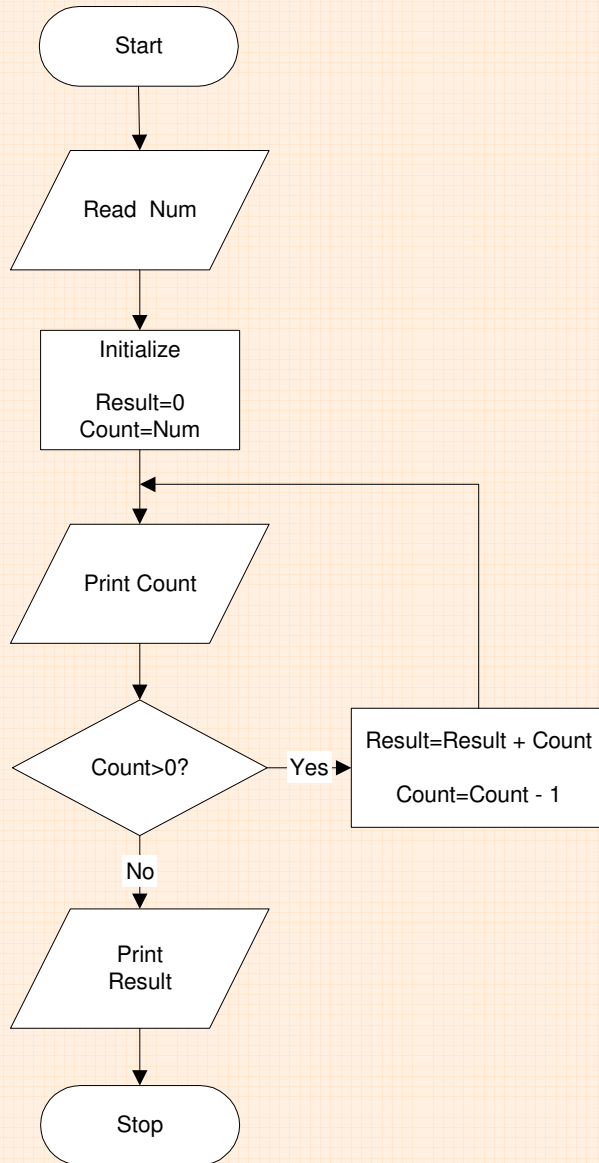 Start
Read  Num
Initialize
Result=0
Count=Num
Print Count
Count>0?
Yes
Result=Result + Count
Count=Count - 1
No
Print
Result
Stop